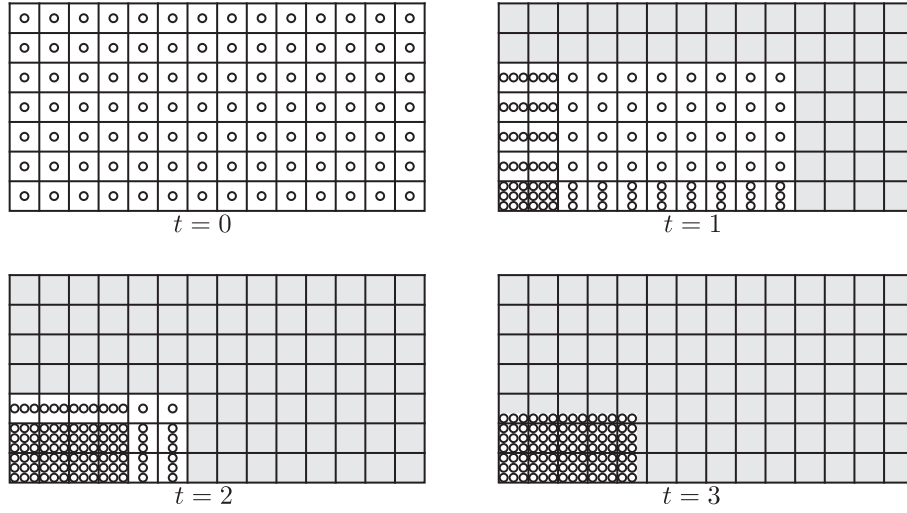 t = 0
t = 1
t = 2
t = 3